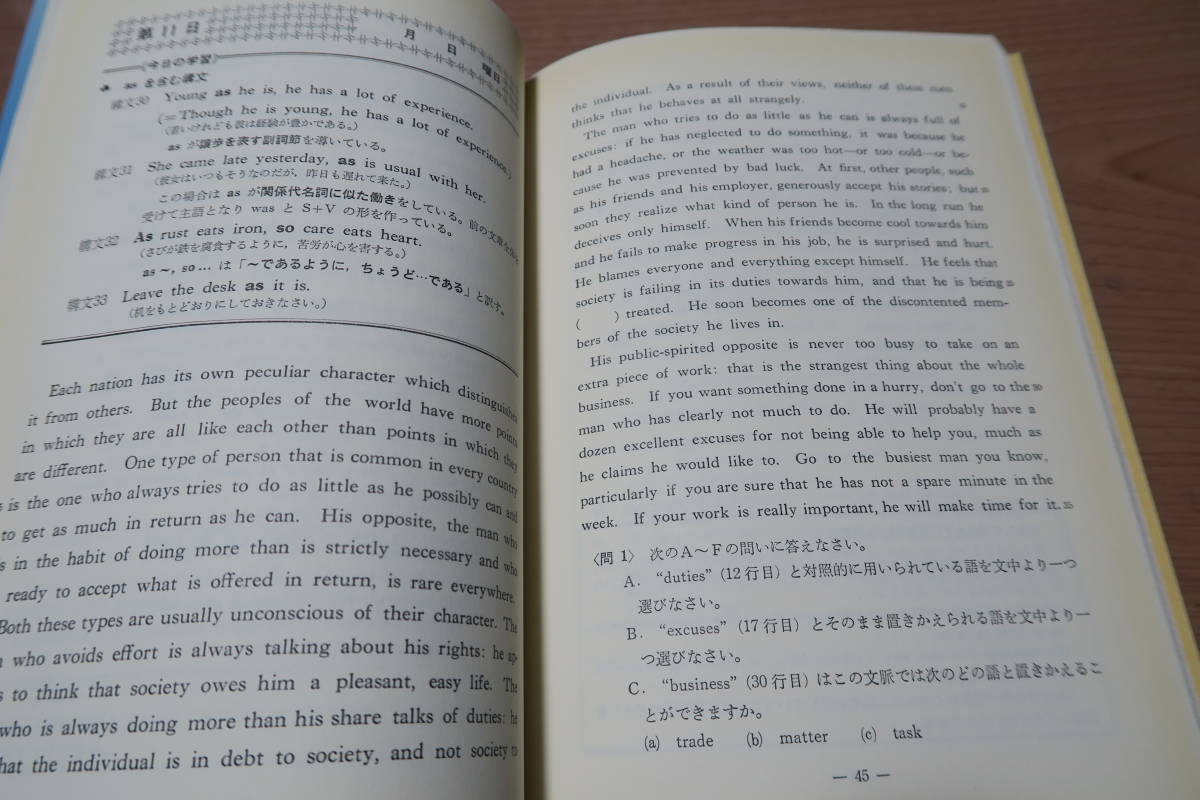 第11日
月 日 曜日
〈今日の学習〉
as を含む構文
構文30 Young as he is, he has a lot of experience.
(=Though he is young, he has a lot of experience.)
(若いけれども彼は経験が豊かである。)
as が譲歩を表す副詞節を導いている。
構文31 She came late yesterday, as is usual with her.
(彼女はいつもそうなのだが，昨日も遅れて来た。)
この場合は as が関係代名詞に似た働きをしている。前の文章全体を
受けて主語となり was と S+V の形を作っている。
構文32 As rust eats iron, so care eats heart.
(さびが鉄を腐食するように，苦労が心を害する。)
as ～, so … は「～であるように，ちょうど…である」と訳す。
構文33 Leave the desk as it is.
(机をもとどおりにしておきなさい。)
Each nation has its own peculiar character which distinguishes
it from others. But the peoples of the world have more points
in which they are all like each other than points in which they
are different. One type of person that is common in every country
is the one who always tries to do as little as he possibly can and
to get as much in return as he can. His opposite, the man who
is in the habit of doing more than is strictly necessary and who
ready to accept what is offered in return, is rare everywhere.
Both these types are usually unconscious of their character. The
who avoids effort is always talking about his rights: he ap-
to think that society owes him a pleasant, easy life. The
who is always doing more than his share talks of duties: he
that the individual is in debt to society, and not society to
the individual. As a result of their views, neither of these men
thinks that he behaves at all strangely.
The man who tries to do as little as he can is always full of
excuses: if he has neglected to do something, it was because he
had a headache, or the weather was too hot—or too cold—or be-
cause he was prevented by bad luck. At first, other people, such
as his friends and his employer, generously accept his stories; but
soon they realize what kind of person he is. In the long run he
deceives only himself. When his friends become cool towards him
and he fails to make progress in his job, he is surprised and hurt.
He blames everyone and everything except himself. He feels that
society is failing in its duties towards him, and that he is being
( ) treated. He soon becomes one of the discontented mem-
bers of the society he lives in.
His public-spirited opposite is never too busy to take on an
extra piece of work: that is the strangest thing about the whole
business. If you want something done in a hurry, don't go to the 30
man who has clearly not much to do. He will probably have a
dozen excellent excuses for not being able to help you, much as
he claims he would like to. Go to the busiest man you know,
particularly if you are sure that he has not a spare minute in the
week. If your work is really important, he will make time for it. 35
〈問 1〉 次のA～Fの問いに答えなさい。
A. “duties” (12行目) と対照的に用いられている語を文中より一つ
選びなさい。
B. “excuses” (17行目) とそのまま置きかえられる語を文中より一
つ選びなさい。
C. “business” (30行目) はこの文脈では次のどの語と置きかえるこ
とができますか。
(a) trade (b) matter (c) task
— 45 —